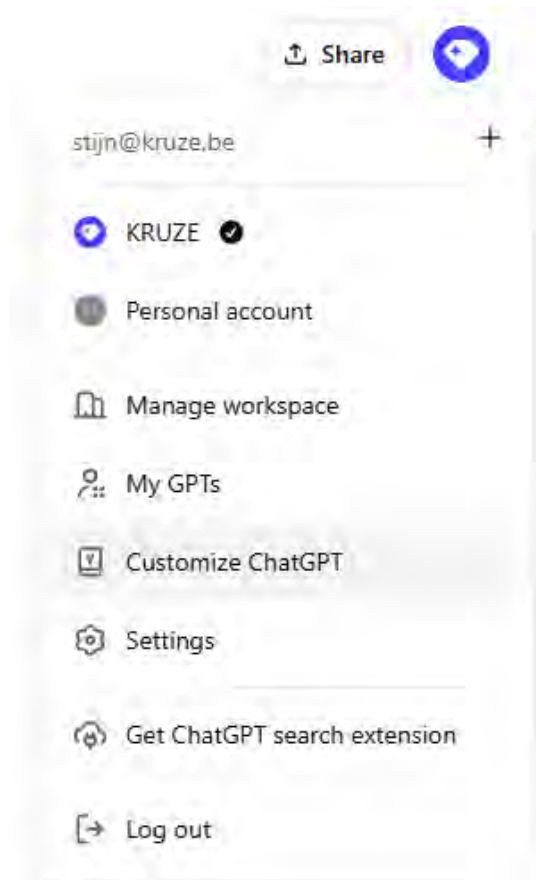 Share
stijn@kruze.be
KRUZE
Personal account
Manage workspace
My GPTs
Customize ChatGPT
Settings
Get ChatGPT search extension
Log out